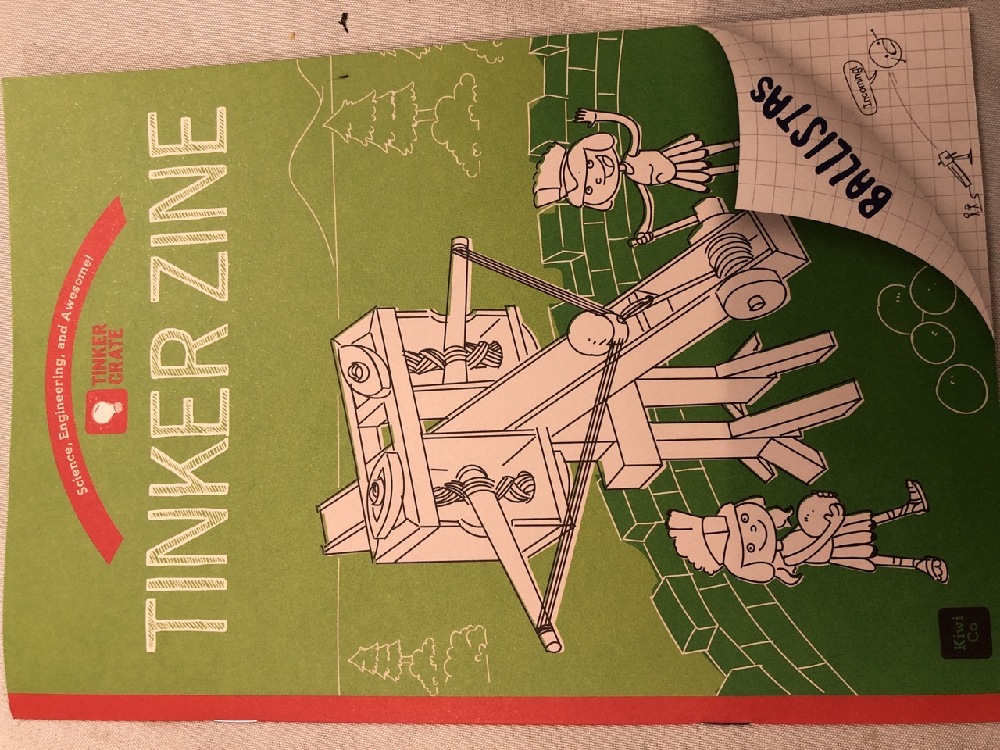 Science, Engineering, and Awesome!
TINKER
CRATE
TINKER ZINE
BALLISTAS
Incoming!
Kiwi
Co